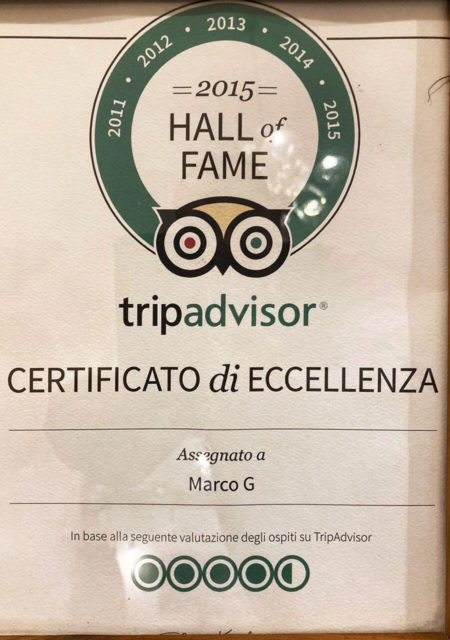 2011 • 2012 • 2013 • 2014 • 2015
2015
HALL of
FAME
tripadvisor®
CERTIFICATO di ECCELLENZA
Assegnato a
Marco G
In base alla seguente valutazione degli ospiti su TripAdvisor